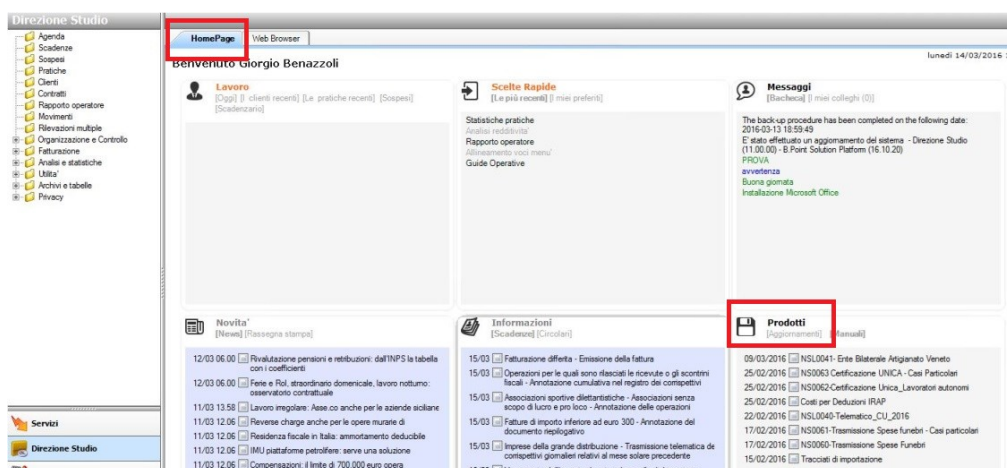 Direzione Studio
Agenda
Scadenze
Sospesi
Pratiche
Clienti
Contratti
Rapporto operatore
Movimenti
Rilevazioni multiple
Organizzazione e Controllo
Fatturazione
Analisi e statistiche
Utilita'
Archivi e tabelle
Privacy
Servizi
Direzione Studio
HomePage Web Browser
lunedì 14/03/2016
Benvenuto Giorgio Benazzoli
Lavoro
[Oggi] [I clienti recenti] [Le pratiche recenti] [Sospesi]
[Scadenzario]
Scelte Rapide
[Le più recenti] [I miei preferiti]
Statistiche pratiche
Analisi redditivita'
Rapporto operatore
Allineamento voci menu'
Guide Operative
Messaggi
[Bacheca] [I miei colleghi (0)]
The back-up procedure has been completed on the following date:
2016-03-13 18:59:49
E' stato effettuato un aggiornamento del sistema - Direzione Studio
(11.00.00) - B.Point Solution Platform (16.10.20)
PROVA
avvertenza
Buona giornata
Installazione Microsoft Office
Novita'
[News] [Rassegna stampa]
12/03 06.00 Rivalutazione pensioni e retribuzioni: dall'INPS la tabella
con i coefficienti
12/03 06.00 Ferie e Rol, straordinario domenicale, lavoro notturno:
osservatorio contrattuale
11/03 13.58 Lavoro irregolare: Asse.co anche per le aziende siciliane
11/03 12.06 Reverse charge anche per le opere murarie di
11/03 12.06 Residenza fiscale in Italia: ammortamento deducibile
11/03 12.06 IMU piattaforme petrolifere: serve una soluzione
11/03 12.06 Compensazioni: il limite di 700.000 euro opera
Informazioni
[Scadenze] [Circolari]
15/03 Fatturazione differita - Emissione della fattura
15/03 Operazioni per le quali sono rilasciati le ricevute o gli scontrini
fiscali - Annotazione cumulativa nel registro dei corrispettivi
15/03 Associazioni sportive dilettantistiche - Associazioni senza
scopo di lucro e pro loco - Annotazione delle operazioni
15/03 Fatture di importo inferiore ad euro 300 - Annotazione del
documento riepilogativo
15/03 Imprese della grande distribuzione - Trasmissione telematica dei
corrispettivi giornalieri relativi al mese solare precedente
Prodotti
[Aggiornamenti] [Manuali]
09/03/2016 NSL0041- Ente Bilaterale Artigianato Veneto
25/02/2016 NS0063 Certificazione UNICA - Casi Particolari
25/02/2016 NS0062-Certificazione Unica_Lavoratori autonomi
25/02/2016 Costi per Deduzioni IRAP
22/02/2016 NSL0040-Telematico_CU_2016
17/02/2016 NS0061-Trasmissione Spese funebri - Casi particolari
17/02/2016 NS0060-Trasmissione Spese Funebri
15/02/2016 Tracciati di importazione